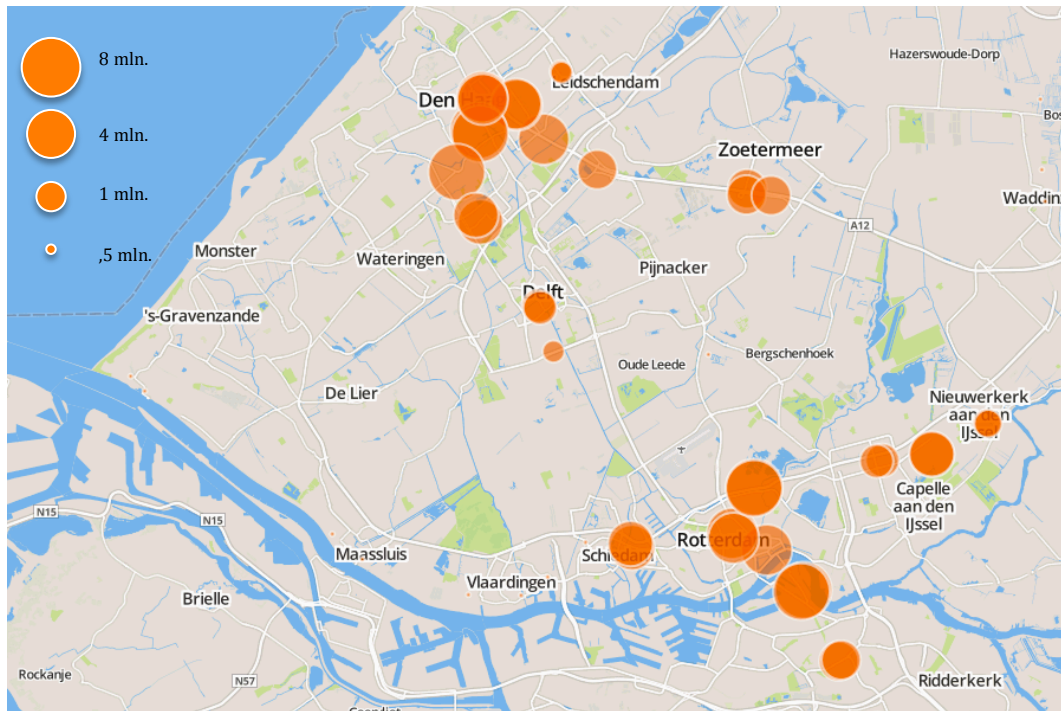 8 mln.
4 mln.
1 mln.
,5 mln.
Hazerswoude-Dorp
Leidschendam
Den
Zoetermeer
Waddin
A12
Monster
Wateringen
Pijnacker
Delft
's-Gravenzande
Bergschenhoek
Oude Leede
De Lier
Nieuwerkerk
aan den
IJssel
Capelle
aan den
IJssel
N15
N15
Rotterdam
Schiedam
Maassluis
Vlaardingen
Brielle
Rockanje
N57
Ridderkerk